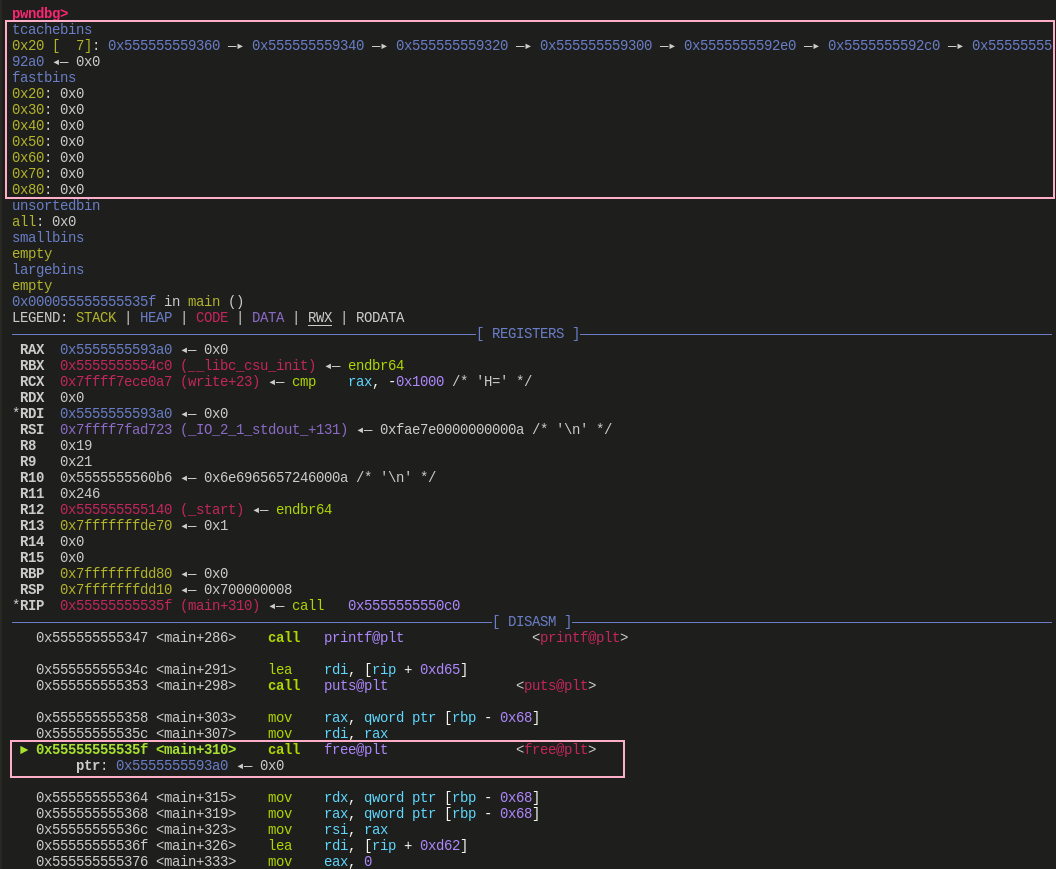 pwndbg>
tcachebins
0x20 [  7]: 0x555555559360 —▸ 0x555555559340 —▸ 0x555555559320 —▸ 0x555555559300 —▸ 0x5555555592e0 —▸ 0x5555555592c0 —▸ 0x55555555
92a0 ◂— 0x0
fastbins
0x20: 0x0
0x30: 0x0
0x40: 0x0
0x50: 0x0
0x60: 0x0
0x70: 0x0
0x80: 0x0
unsortedbin
all: 0x0
smallbins
empty
largebins
empty
0x000055555555535f in main ()
LEGEND: STACK | HEAP | CODE | DATA | RWX | RODATA
[ REGISTERS ]
RAX  0x5555555593a0 ◂— 0x0
RBX  0x5555555554c0 (__libc_csu_init) ◂— endbr64
RCX  0x7ffff7ece0a7 (write+23) ◂— cmp    rax, -0x1000 /* 'H=' */
RDX  0x0
*RDI  0x5555555593a0 ◂— 0x0
RSI  0x7ffff7fad723 (_IO_2_1_stdout_+131) ◂— 0xfae7e0000000000a /* '\n' */
R8   0x19
R9   0x21
R10  0x5555555560b6 ◂— 0x6e6965657246000a /* '\n' */
R11  0x246
R12  0x555555555140 (_start) ◂— endbr64
R13  0x7fffffffde70 ◂— 0x1
R14  0x0
R15  0x0
RBP  0x7fffffffdd80 ◂— 0x0
RSP  0x7fffffffdd10 ◂— 0x700000008
*RIP  0x55555555535f (main+310) ◂— call   0x5555555550c0
[ DISASM ]
0x555555555347 <main+286>    call   printf@plt                <printf@plt>
0x55555555534c <main+291>    lea    rdi, [rip + 0xd65]
0x555555555353 <main+298>    call   puts@plt                <puts@plt>
0x555555555358 <main+303>    mov    rax, qword ptr [rbp - 0x68]
0x55555555535c <main+307>    mov    rdi, rax
► 0x55555555535f <main+310>    call   free@plt                <free@plt>
ptr: 0x5555555593a0 ◂— 0x0
0x555555555364 <main+315>    mov    rdx, qword ptr [rbp - 0x68]
0x555555555368 <main+319>    mov    rax, qword ptr [rbp - 0x68]
0x55555555536c <main+323>    mov    rsi, rax
0x55555555536f <main+326>    lea    rdi, [rip + 0xd62]
0x555555555376 <main+333>    mov    eax, 0